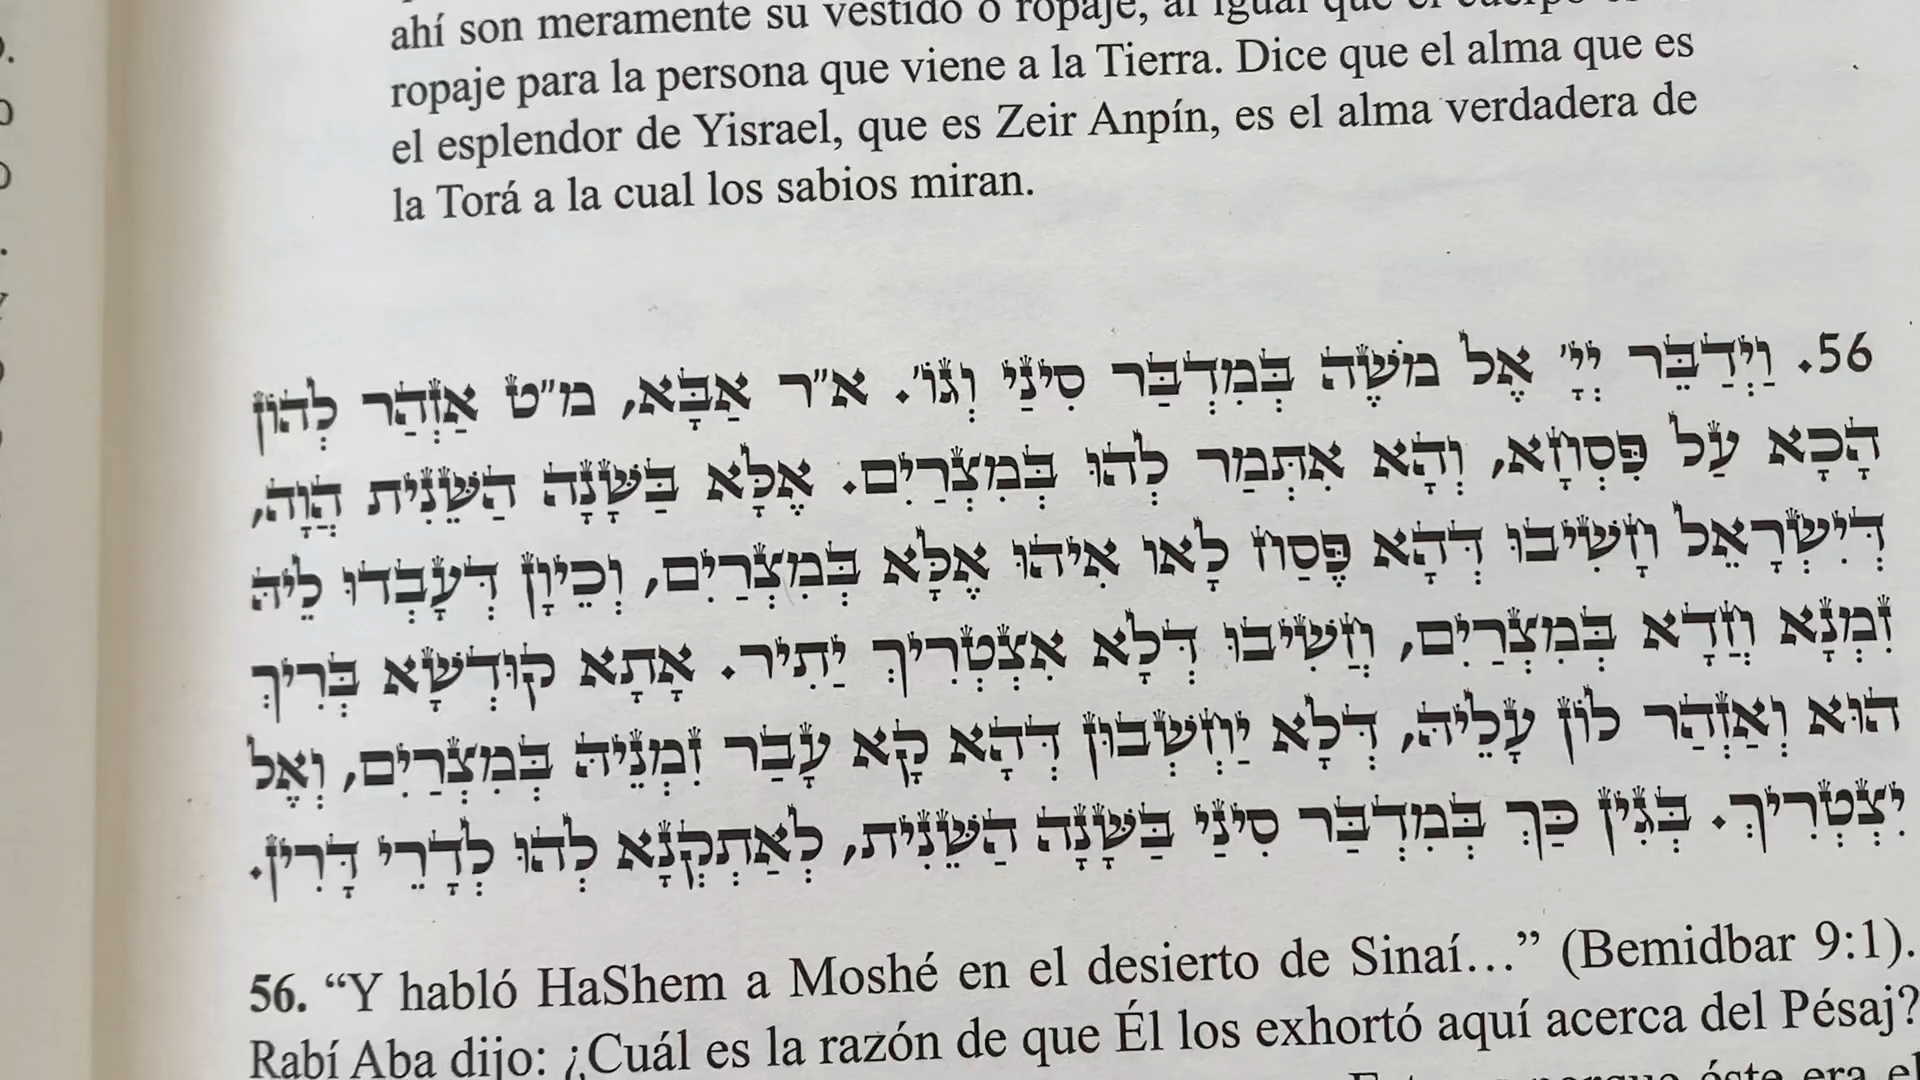 ahí son meramente su vestido o ropaje, al igual que el cuerpo es
ropaje para la persona que viene a la Tierra. Dice que el alma que es
el esplendor de Yisrael, que es Zeir Anpín, es el alma verdadera de
la Torá a la cual los sabios miran.
56. וַיְדַבֵּר יְיָ' אֶל מֹשֶׁה בְּמִדְבַּר סִינַי וְגוֹ'. א"ר אַבָּא, מ"ט אַזְהַר לְהוֹן
הָכָא עַל פִּסְחָא, וְהָא אִתְּמַר לְהוּ בְּמִצְרַיִם. אֶלָּא בַּשָּׁנָה הַשֵּׁנִית הֲוָה,
דְּיִשְׂרָאֵל חָשִׁיבוּ דְּהָא פֶּסַח לָאו אִיהוּ אֶלָּא בְּמִצְרַיִם, וְכֵיוָן דְּעָבְדוּ לֵיהּ
זִמְנָא חֲדָא בְּמִצְרַיִם, חֲשִׁיבוּ דְּלָא אִצְטְרִיךְ יַתִיר. אָתָא קוּדְשָׁא בְּרִיךְ
הוּא וְאַזְהַר לוֹן עָלֵיהּ, דְּלָא יַחְשְׁבוּן דְּהָא קָא עָבַר זִמְנֵיהּ בְּמִצְרַיִם, וְאֶל
יִצְטְרִיךְ. בְּגִין כַּךְ בְּמִדְבַּר סִינַי בַּשָּׁנָה הַשֵּׁנִית, לְאַתְקְנָא לְהוּ לְדָרֵי דָּרִין.
56. “Y habló HaShem a Moshé en el desierto de Sinaí...” (Bemidbar 9:1).
Rabí Aba dijo: ¿Cuál es la razón de que Él los exhortó aquí acerca del Pésaj?
porque éste era el